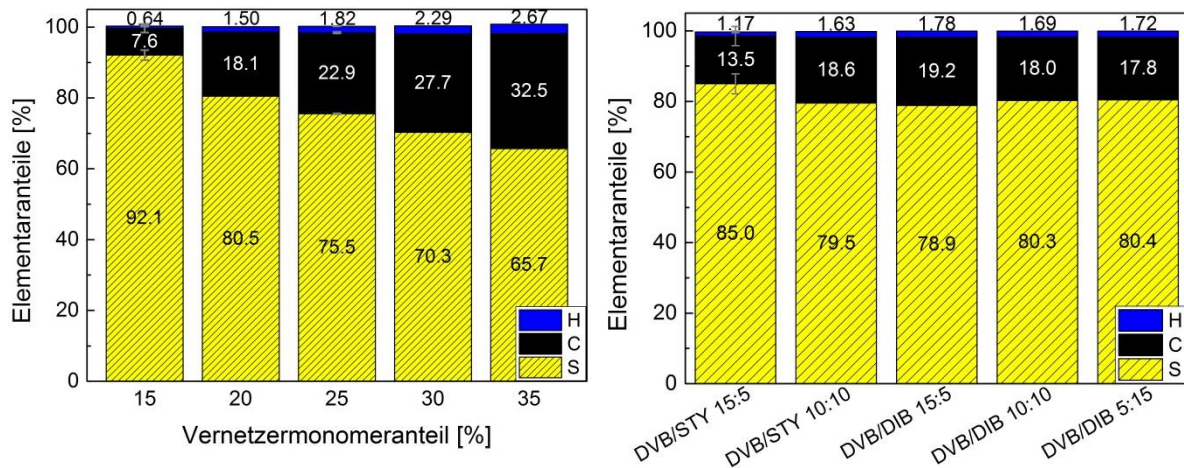 0.64 1.50 1.82 2.29 2.67
100
7.6 18.1 22.9 27.7 32.5
80
60
92.1 80.5 75.5 70.3 65.7
40
20
0
Elementaranteile [%]
H
C
S
15 20 25 30 35
Vernetzermonomeranteil [%]
1.17 1.63 1.78 1.69 1.72
100
13.5 18.6 19.2 18.0 17.8
80
60
85.0 79.5 78.9 80.3 80.4
40
20
0
Elementaranteile [%]
H
C
S
DVB/STY 15:5
DVB/STY 10:10
DVB/DIB 15:5
DVB/DIB 10:10
DVB/DIB 5:15